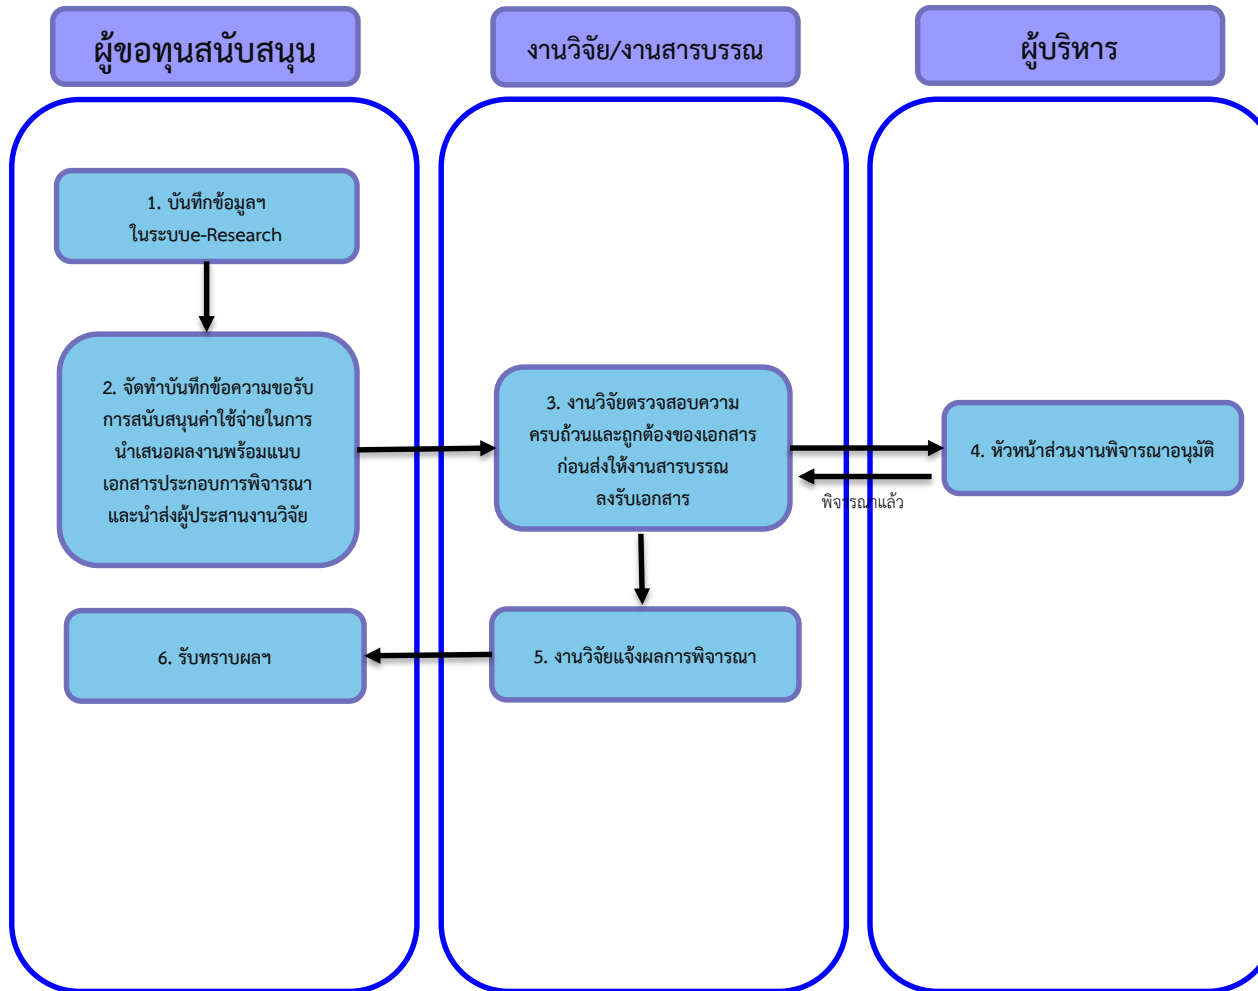 ผู้ขอทุนสนับสนุน
งานวิจัย/งานสารบรรณ
ผู้บริหาร
1. บันทึกข้อมูลฯ
ในระบบe-Research
2. จัดทำบันทึกข้อความขอรับ
การสนับสนุนค่าใช้จ่ายในการ
นำเสนอผลงานพร้อมแนบ
เอกสารประกอบการพิจารณา
และนำส่งผู้ประสานงานวิจัย
3. งานวิจัยตรวจสอบความ
ครบถ้วนและถูกต้องของเอกสาร
ก่อนส่งให้งานสารบรรณ
ลงรับเอกสาร
4. หัวหน้าส่วนงานพิจารณาอนุมัติ
พิจารณาแล้ว
5. งานวิจัยแจ้งผลการพิจารณา
6. รับทราบผลฯ